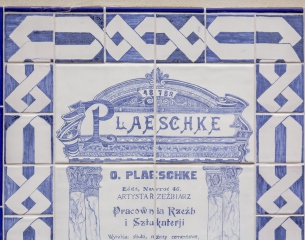 PLAESCHKE
O. PLAESCHKE
Łódź, Nawrot 46.
ARTYSTA RZEŹBIARZ
Pracownia Rzeźb
i Sztukaterji